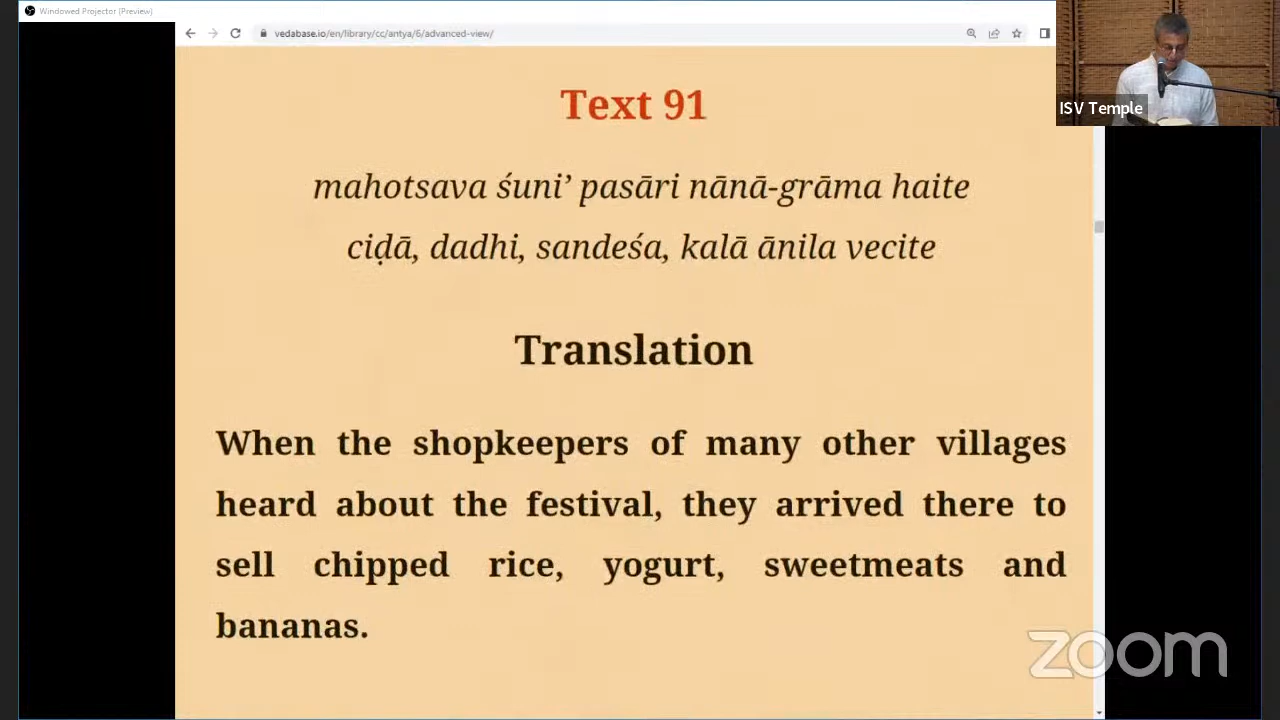 Windowed Projector (Preview)
vedabase.io/en/library/cc/antya/6/advanced-view/
ISV Temple
Text 91
mahotsava śuni’ pasāri nānā-grāma haite
ciḍā, dadhi, sandeśa, kalā ānila vecite
Translation
When the shopkeepers of many other villages
heard about the festival, they arrived there to
sell chipped rice, yogurt, sweetmeats and
bananas.
zoom